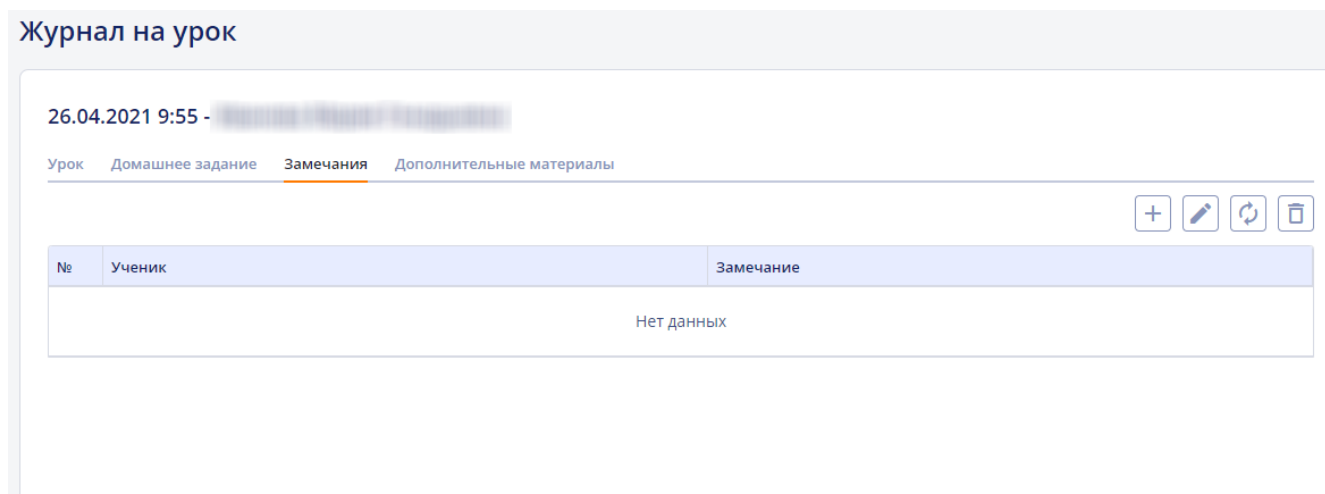 Журнал на урок
26.04.2021 9:55 -
Урок Домашнее задание Замечания Дополнительные материалы
№ Ученик Замечание
Нет данных